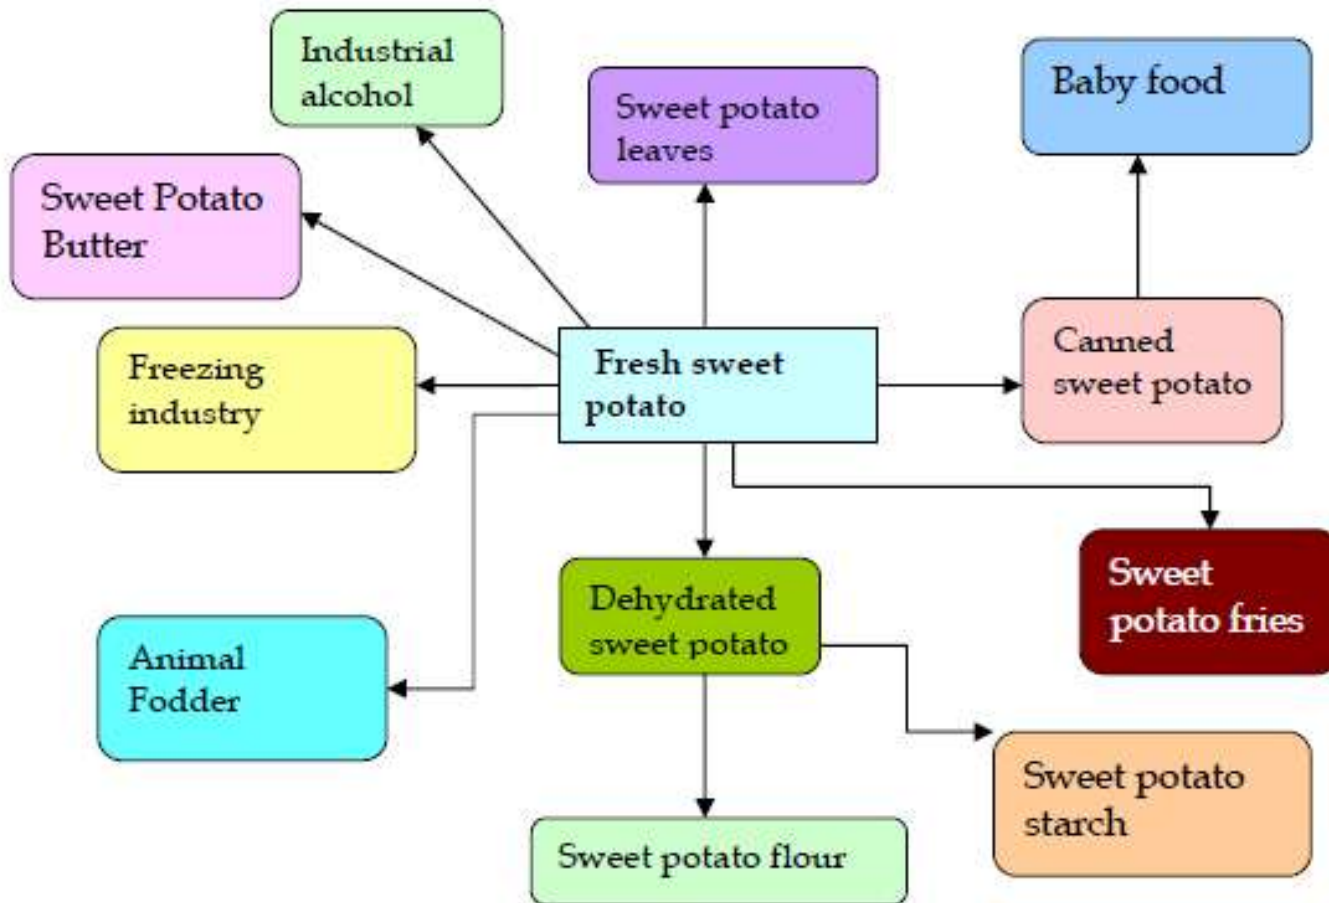 Industrial
alcohol
Sweet potato
leaves
Baby food
Sweet Potato
Butter
Freezing
industry
Fresh sweet
potato
Canned
sweet potato
Animal
Fodder
Dehydrated
sweet potato
Sweet
potato fries
Sweet potato
starch
Sweet potato flour